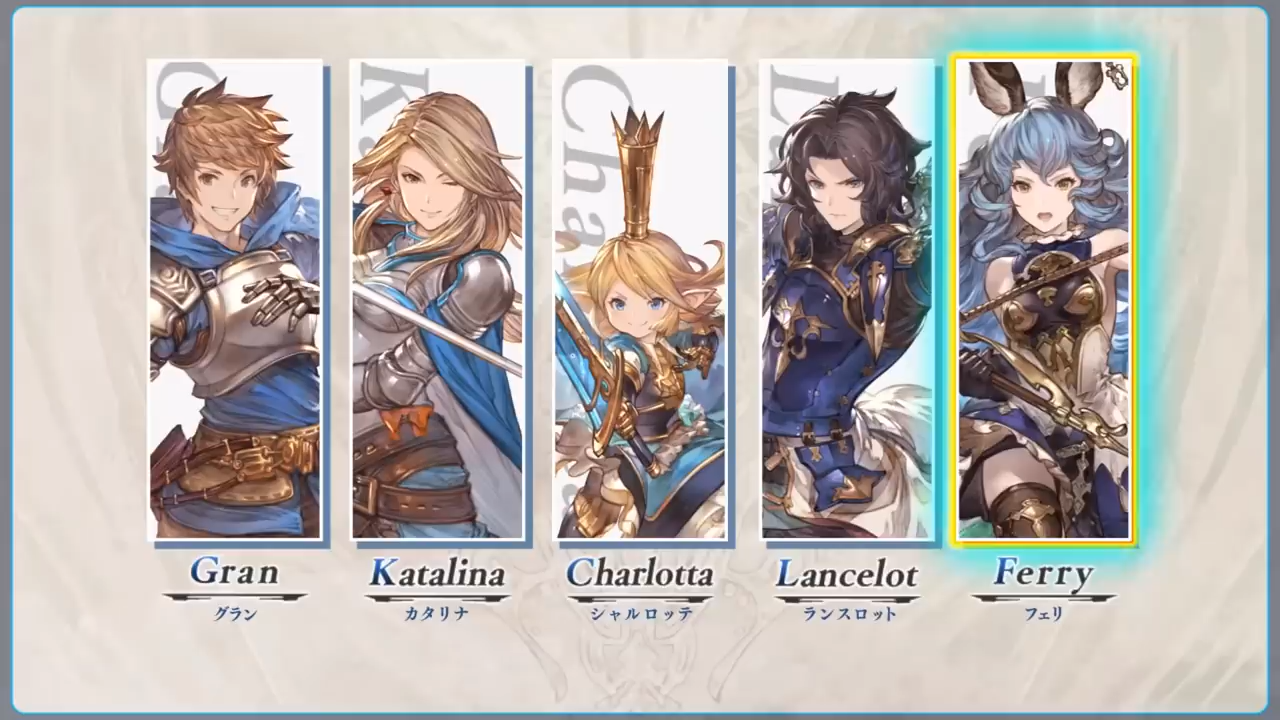 Gran
グラン
Katalina
カタリナ
Cha
Charlotta
シャルロッテ
Lancelot
ランスロット
Ferry
フェリ